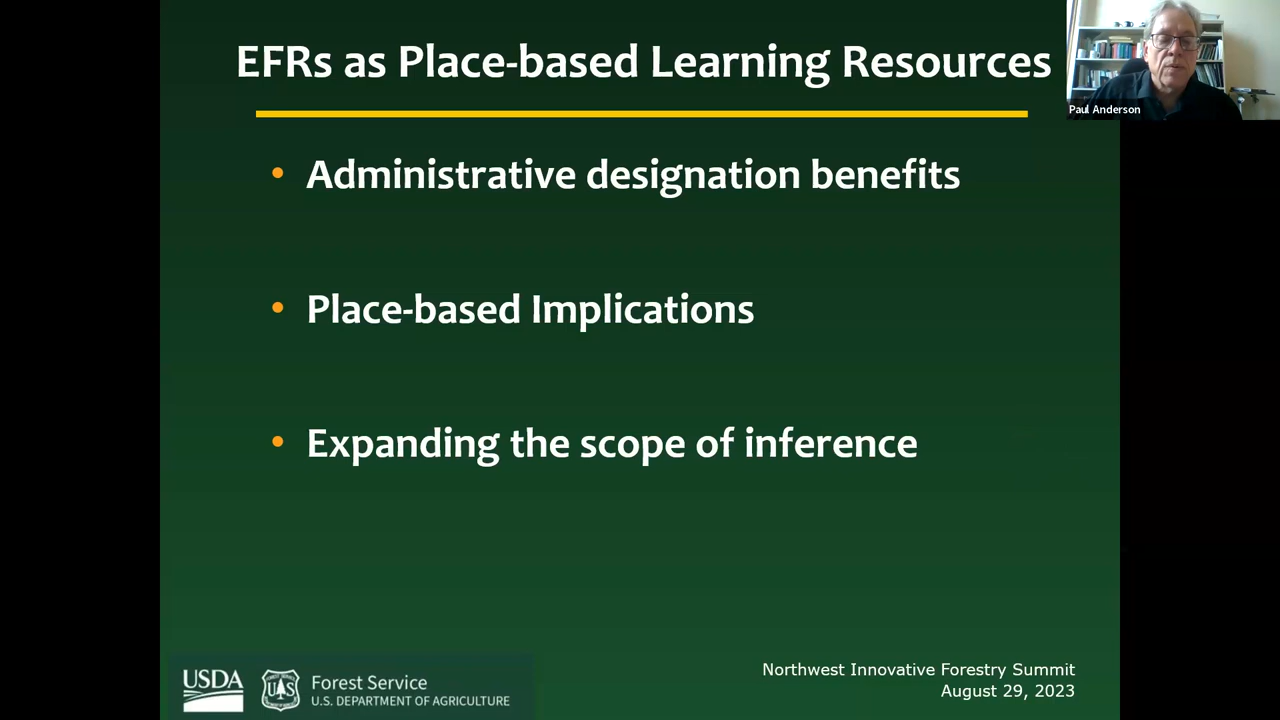 EFRs as Place-based Learning Resources
Paul Anderson
• Administrative designation benefits
• Place-based Implications
• Expanding the scope of inference
USDA
Forest Service
U.S. DEPARTMENT OF AGRICULTURE
Northwest Innovative Forestry Summit
August 29, 2023